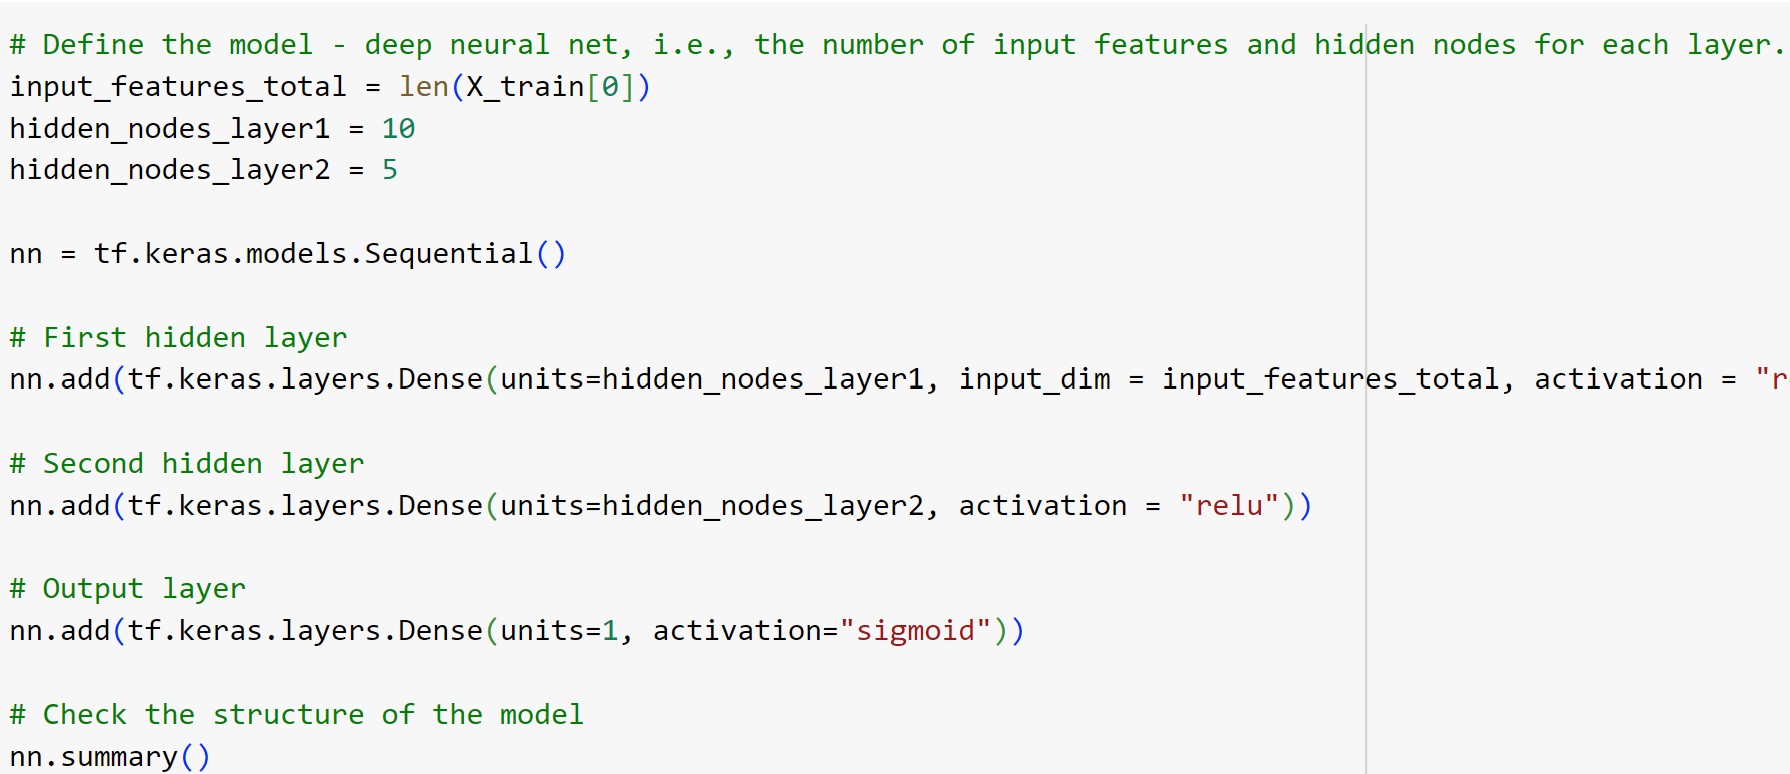 # Define the model - deep neural net, i.e., the number of input features and hidden nodes for each layer.
input_features_total = len(X_train[0])
hidden_nodes_layer1 = 10
hidden_nodes_layer2 = 5
nn = tf.keras.models.Sequential()
# First hidden layer
nn.add(tf.keras.layers.Dense(units=hidden_nodes_layer1, input_dim = input_features_total, activation = "r
# Second hidden layer
nn.add(tf.keras.layers.Dense(units=hidden_nodes_layer2, activation = "relu"))
# Output layer
nn.add(tf.keras.layers.Dense(units=1, activation="sigmoid"))
# Check the structure of the model
nn.summary()